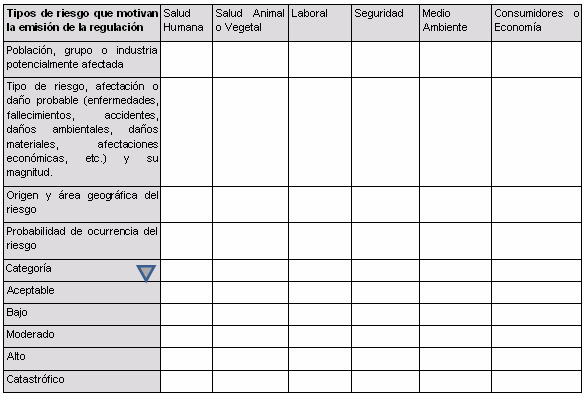 Tipos de riesgo que motivan la emisión de la regulación
Salud Humana
Salud Animal o Vegetal
Laboral
Seguridad
Medio Ambiente
Consumidores o Economía
Población, grupo o industria
potencialmente afectada
Tipo de riesgo, afectación o
daño probable (enfermedades,
fallecimientos, accidentes,
daños ambientales, daños
materiales, afectaciones
económicas, etc.) y su
magnitud.
Origen y área geográfica del
riesgo
Probabilidad de ocurrencia del
riesgo
Categoría
Aceptable
Bajo
Moderado
Alto
Catastrófico